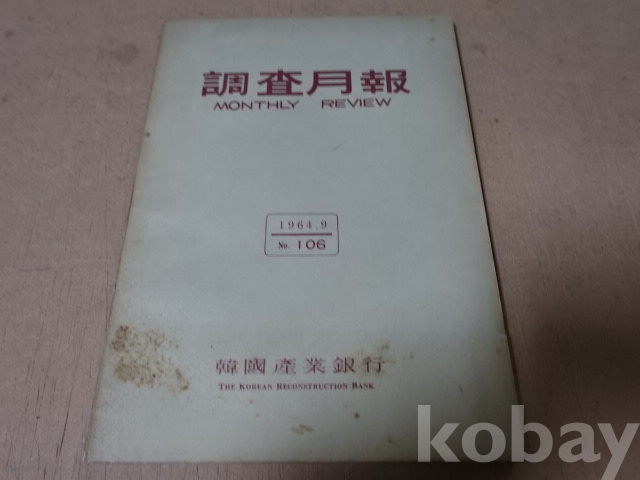 調査月報
MONTHLY REVIEW
1964.9
No. 106
韓國產業銀行
THE KOREAN RECONSTRUCTION BANK
kobay